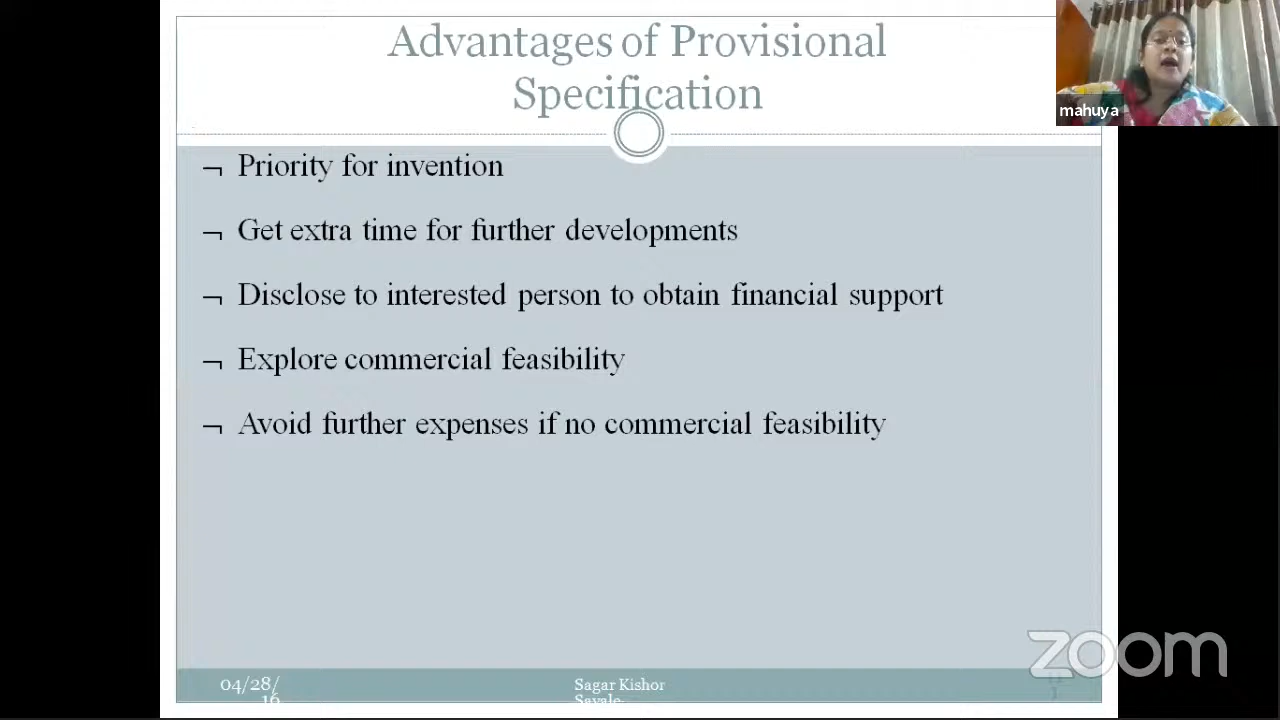 Advantages of Provisional
Specification
mahuya
¬ Priority for invention
¬ Get extra time for further developments
¬ Disclose to interested person to obtain financial support
¬ Explore commercial feasibility
¬ Avoid further expenses if no commercial feasibility
zoom
04/28/
16
Sagar Kishor
Savale